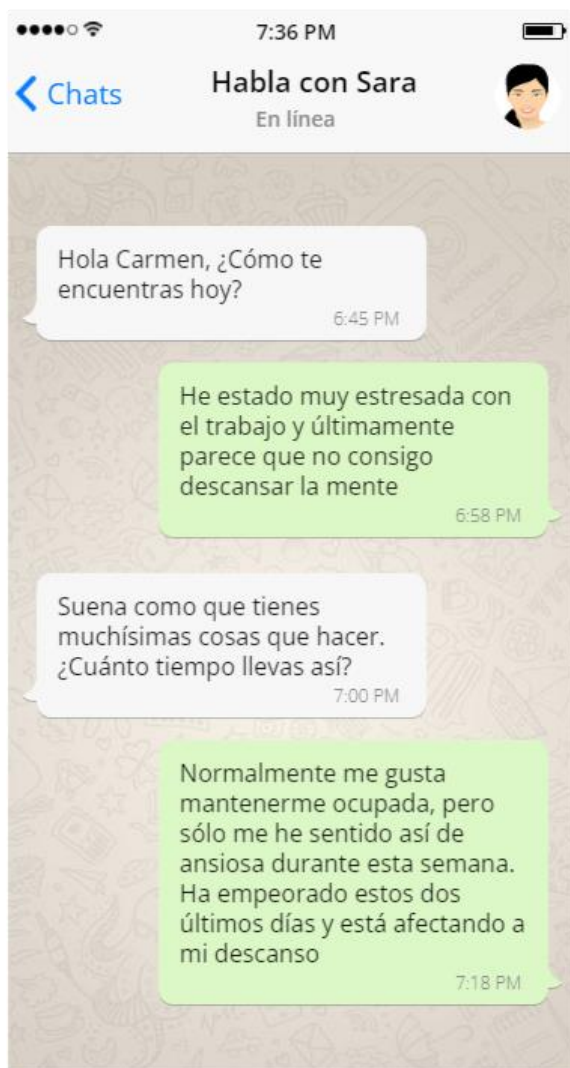 7:36 PM
Chats
Habla con Sara
En línea
Hola Carmen, ¿Cómo te
encuentras hoy?
6:45 PM
He estado muy estresada con
el trabajo y últimamente
parece que no consigo
descansar la mente
6:58 PM
Suena como que tienes
muchísimas cosas que hacer.
¿Cuánto tiempo llevas así?
7:00 PM
Normalmente me gusta
mantenerme ocupada, pero
sólo me he sentido así de
ansiosa durante esta semana.
Ha empeorado estos dos
últimos días y está afectando a
mi descanso
7:18 PM